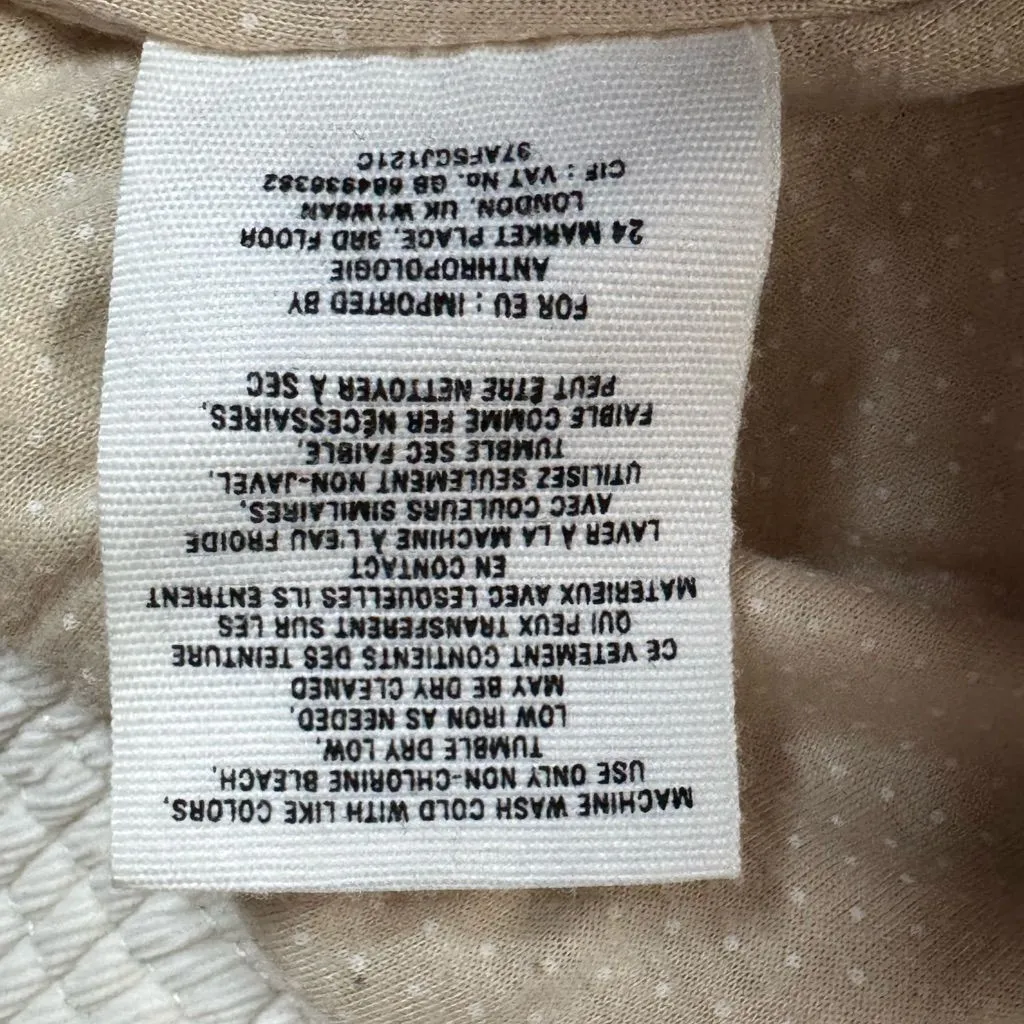 MACHINE WASH COLD WITH LIKE COLORS,
USE ONLY NON-CHLORINE BLEACH,
TUMBLE DRY LOW,
LOW IRON AS NEEDED,
MAY BE DRY CLEANED
CE VETEMENT CONTIENTS DES TEINTURE
QUI PEUX TRANSFERENT SUR LES
MATERIEUX AVEC LESQUELLES ILS ENTRENT
EN CONTACT
LAVER À LA MACHINE À L'EAU FROIDE
AVEC COULEURS SIMILAIRES,
UTILISEZ SEULEMENT NON-JAVEL,
TUMBLE SEC FAIBLE,
FAIBLE COMME FER NÉCESSAIRES,
PEUT ÊTRE NETTOYER À SEC
FOR EU : IMPORTED BY
ANTHROPOLOGIE
24 MARKET PLACE, 3RD FLOOR
LONDON, UK W1W8AN
CIF : VAT No. GB 684936382
97AFSGJ121C